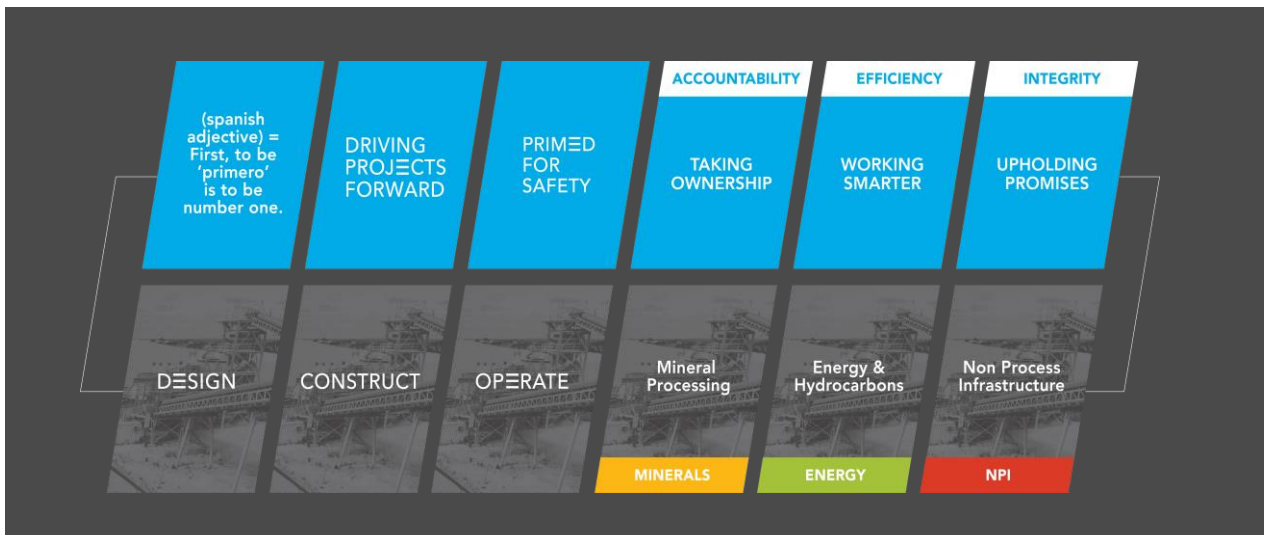 (spanish
adjective) =
First, to be
'primero'
is to be
number one.
DRIVING
PROJECTS
FORWARD
PRIMED
FOR
SAFETY
ACCOUNTABILITY
TAKING
OWNERSHIP
EFFICIENCY
WORKING
SMARTER
INTEGRITY
UPHOLDING
PROMISES
DESIGN
CONSTRUCT
OPERATE
Mineral
Processing
MINERALS
Energy &
Hydrocarbons
ENERGY
Non Process
Infrastructure
NPI